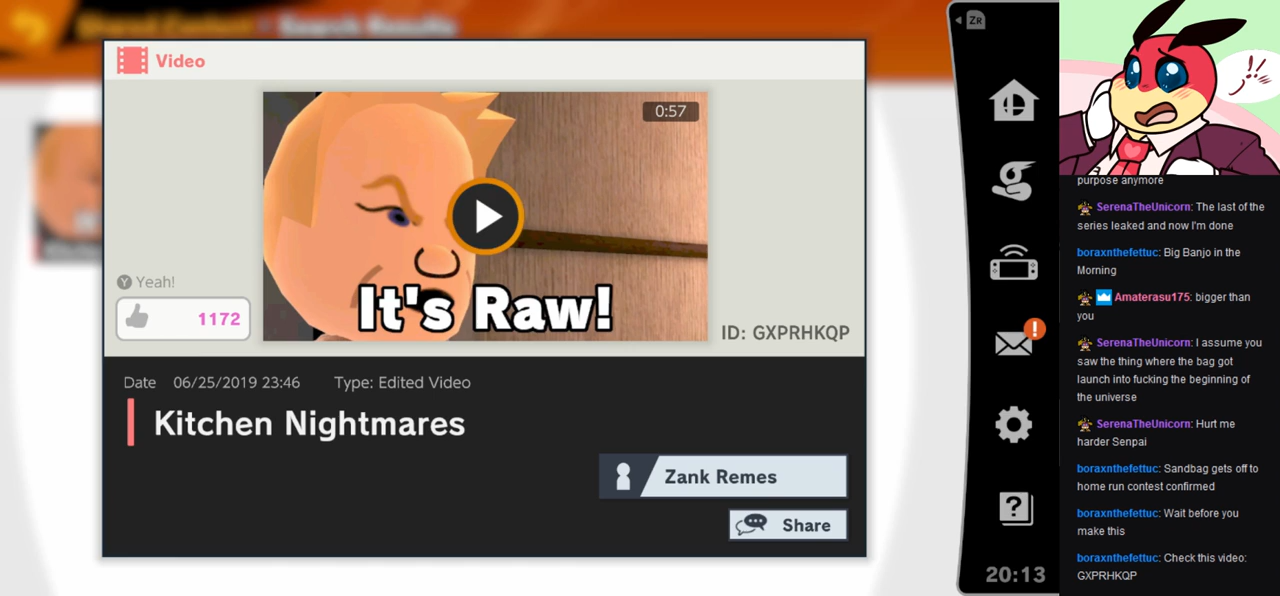 Video
0:57
It's Raw!
Y Yeah!
1172
ID: GXPRHKQP
Date 06/25/2019 23:46 Type: Edited Video
Kitchen Nightmares
Zank Remes
Share
ZR
!
?
20:13
!!
purpose anymore
SerenaTheUnicorn: The last of the
series leaked and now I'm done
boraxnthefettuc: Big Banjo in the
Morning
Amaterasu175: bigger than
you
SerenaTheUnicorn: I assume you
saw the thing where the bag got
launch into fucking the beginning of
the universe
SerenaTheUnicorn: Hurt me
harder Senpai
boraxnthefettuc: Sandbag gets off to
home run contest confirmed
boraxnthefettuc: Wait before you
make this
boraxnthefettuc: Check this video:
GXPRHKQP